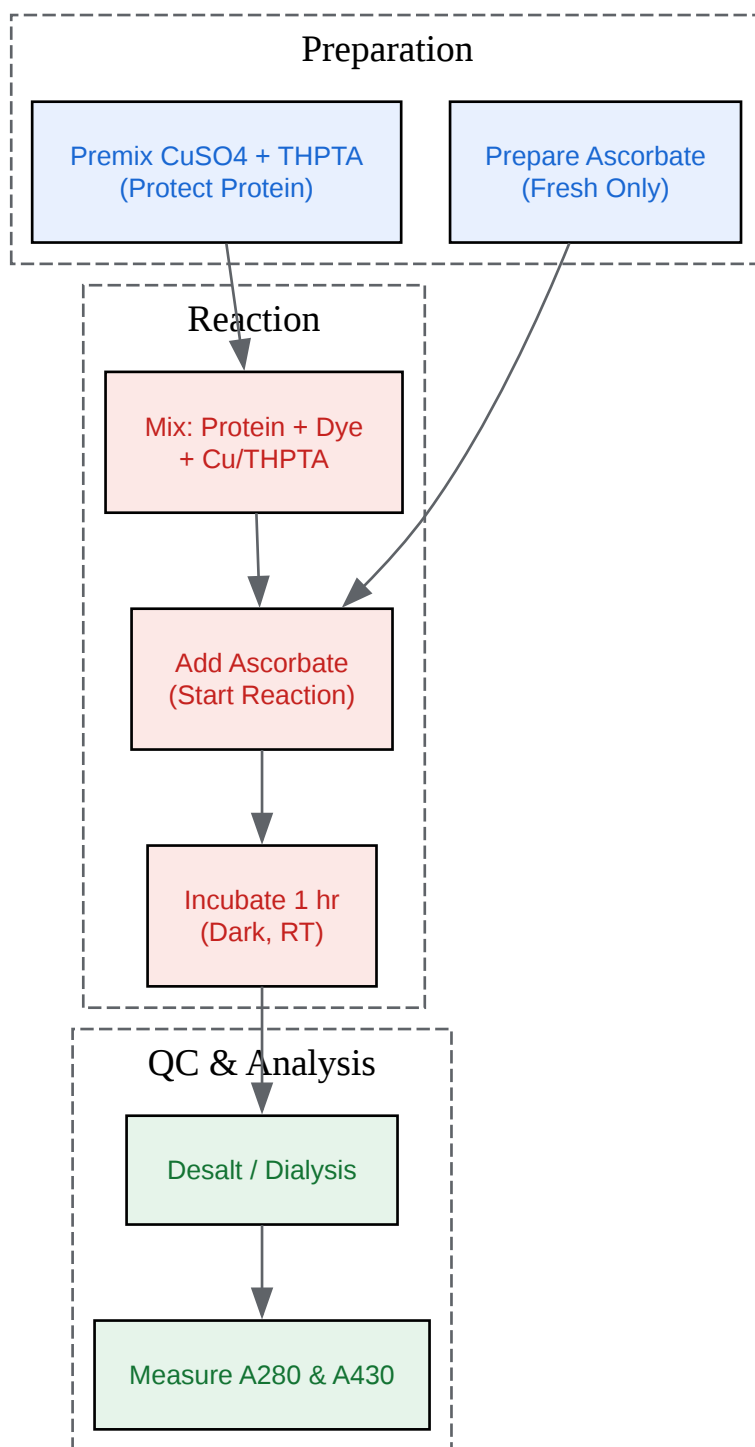 Preparation
Premix CuSO4 + THPTA
(Protect Protein)
Prepare Ascorbate
(Fresh Only)
Reaction
Mix: Protein + Dye
+ Cu/THPTA
Add Ascorbate
(Start Reaction)
Incubate 1 hr
(Dark, RT)
QC & Analysis
Desalt / Dialysis
Measure A280 & A430